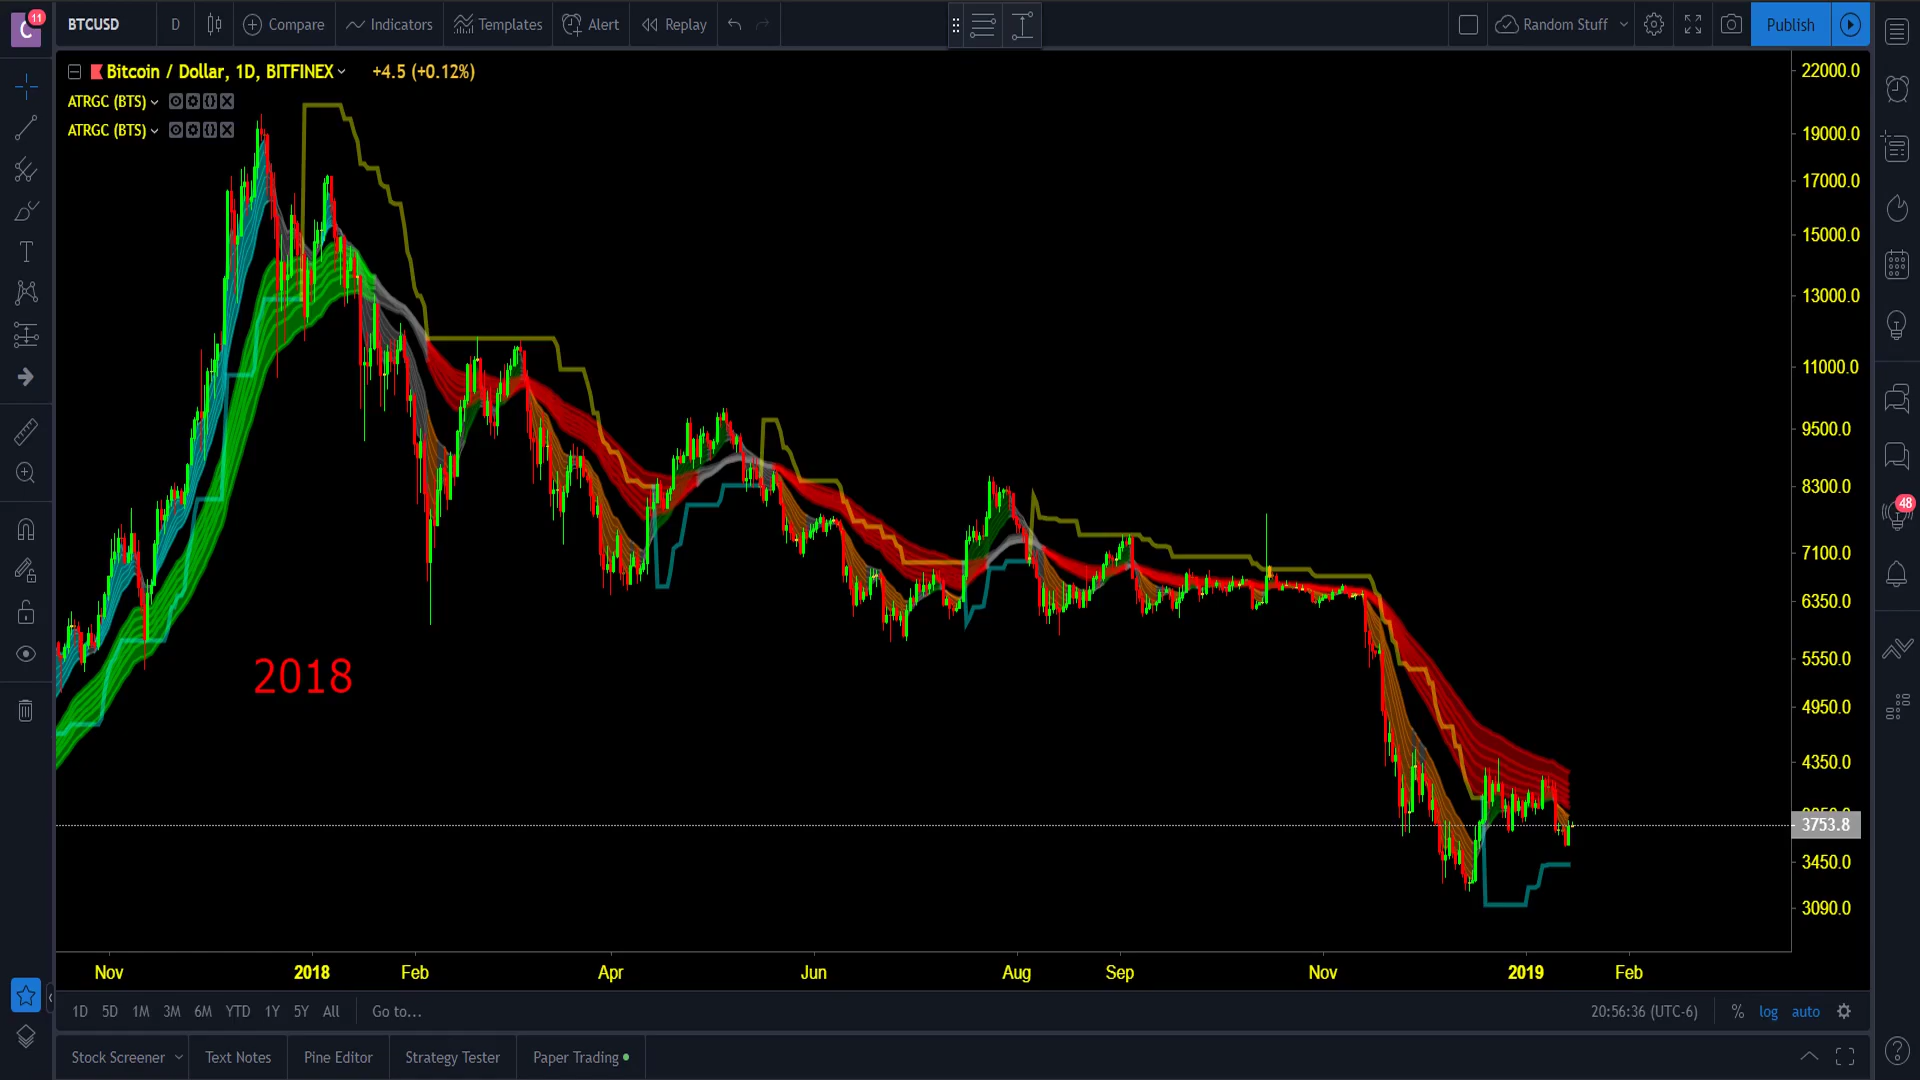 C 11
BTCUSD D Compare Indicators Templates Alert Replay Random Stuff Publish
Bitcoin / Dollar, 1D, BITFINEX +4.5 (+0.12%)
ATRGC (BTS)
ATRGC (BTS)
22000.0
19000.0
17000.0
15000.0
13000.0
11000.0
9500.0
8300.0
48
7100.0
6350.0
5550.0
2018
4950.0
4350.0
3753.8
3450.0
3090.0
Nov 2018 Feb Apr Jun Aug Sep Nov 2019 Feb
1D 5D 1M 3M 6M YTD 1Y 5Y All Go to... 20:56:36 (UTC-6) % log auto
Stock Screener Text Notes Pine Editor Strategy Tester Paper Trading